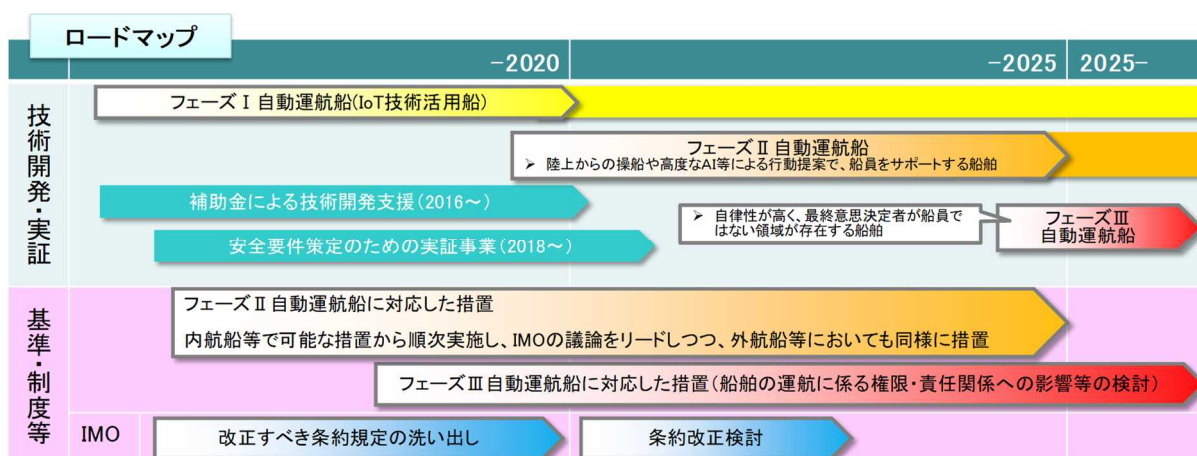 ロードマップ
-2020
-2025
2025-
技術開発・実証
フェーズⅠ 自動運航船(IoT技術活用船)
フェーズⅡ 自動運航船
➢ 陸上からの操船や高度なAI等による行動提案で、船員をサポートする船舶
補助金による技術開発支援(2016~)
➢ 自律性が高く、最終意思決定者が船員で
はない領域が存在する船舶
フェーズⅢ
自動運航船
安全要件策定のための実証事業(2018~)
基準・制度等
フェーズⅡ自動運航船に対応した措置
内航船等で可能な措置から順次実施し、IMOの議論をリードしつつ、外航船等においても同様に措置
フェーズⅢ自動運航船に対応した措置(船舶の運航に係る権限・責任関係への影響等の検討)
IMO
改正すべき条約規定の洗い出し
条約改正検討